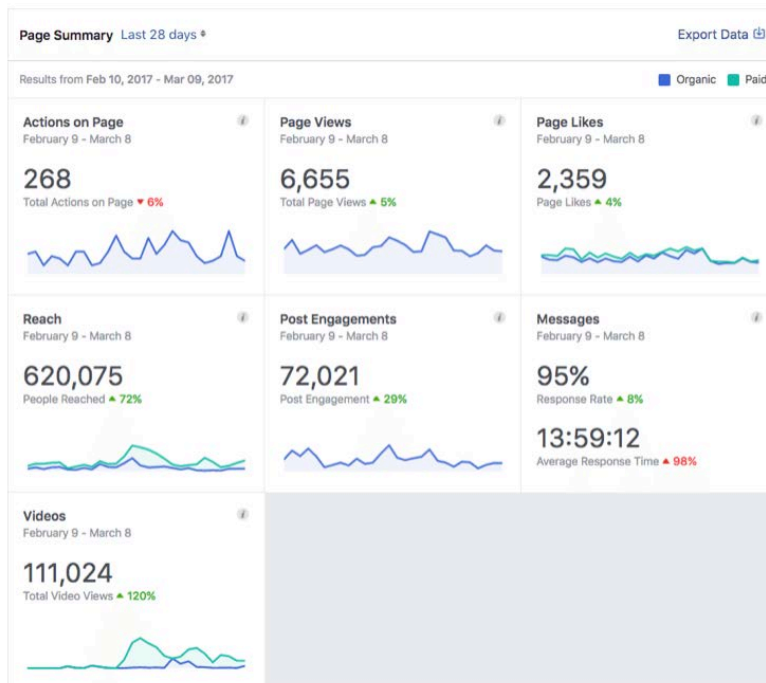 Page Summary Last 28 days
Export Data
Results from Feb 10, 2017 - Mar 09, 2017
Organic Paid
Actions on Page
February 9 - March 8
268
Total Actions on Page ▼ 6%
Page Views
February 9 - March 8
6,655
Total Page Views ▲ 5%
Page Likes
February 9 - March 8
2,359
Page Likes ▲ 4%
Reach
February 9 - March 8
620,075
People Reached ▲ 72%
Post Engagements
February 9 - March 8
72,021
Post Engagement ▲ 29%
Messages
February 9 - March 8
95%
Response Rate ▲ 8%
13:59:12
Average Response Time ▲ 98%
Videos
February 9 - March 8
111,024
Total Video Views ▲ 120%